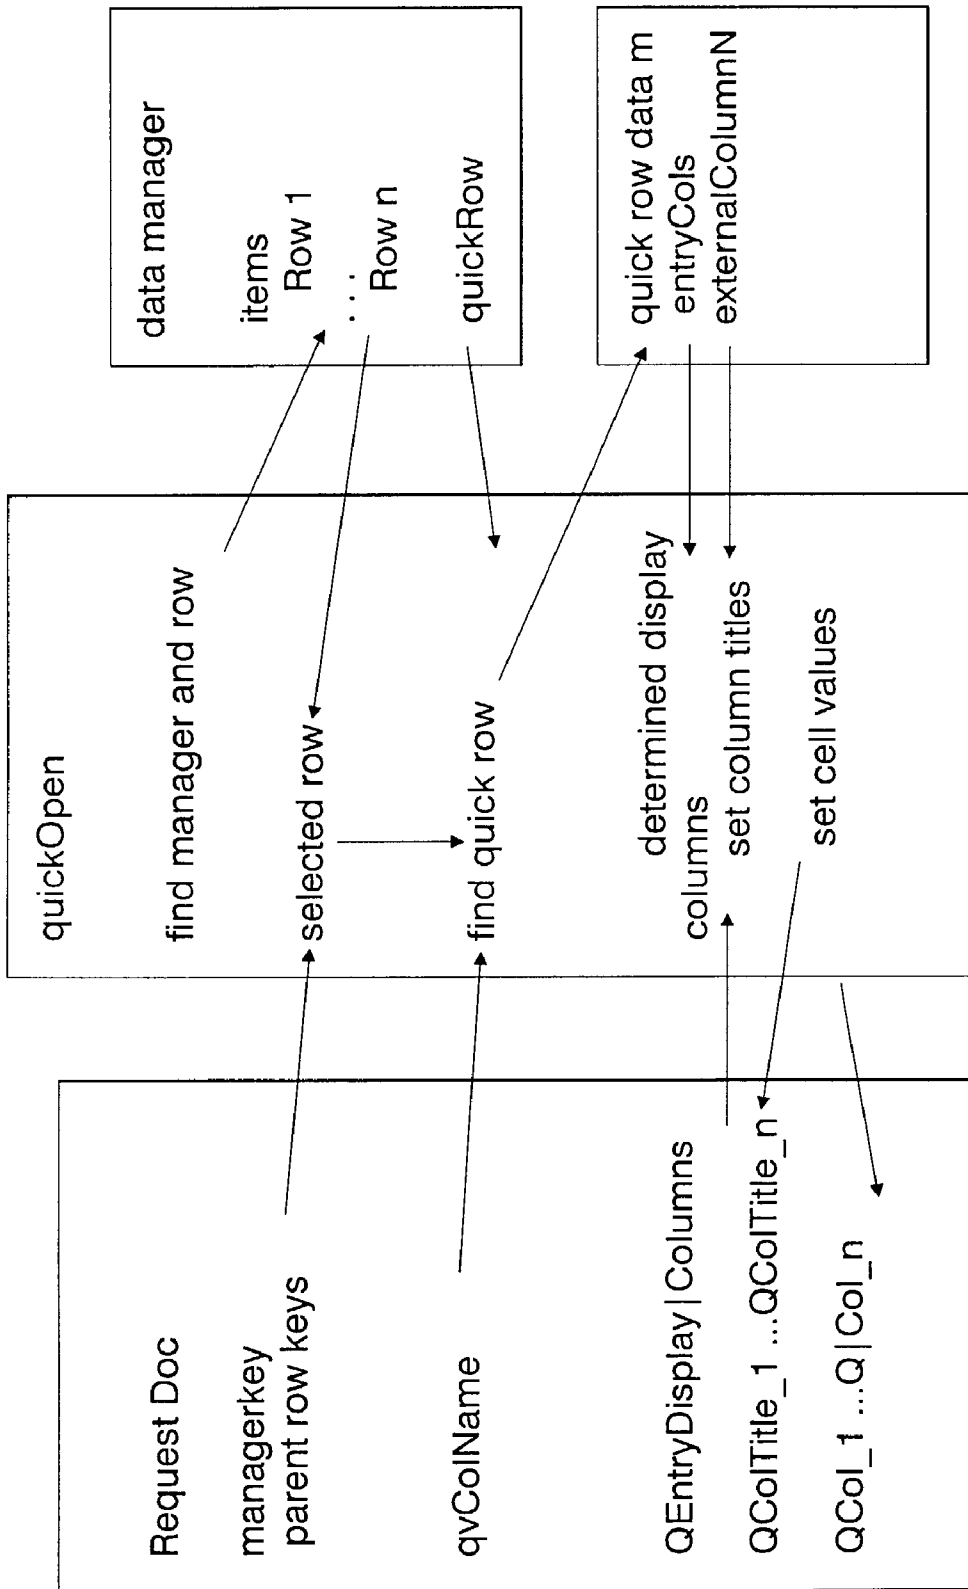 Request Doc
managerkey
parent row keys
qvColName
QEntryDisplay|Columns
QColTitle_1 ...QColTitle_n
QCol_1 ...Q|Col_n
quickOpen
find manager and row
selected row
find quick row
determined display
columns
set column titles
set cell values
data manager
items
Row 1
...
Row n
quickRow
quick row data m
entryCols
externalColumnN